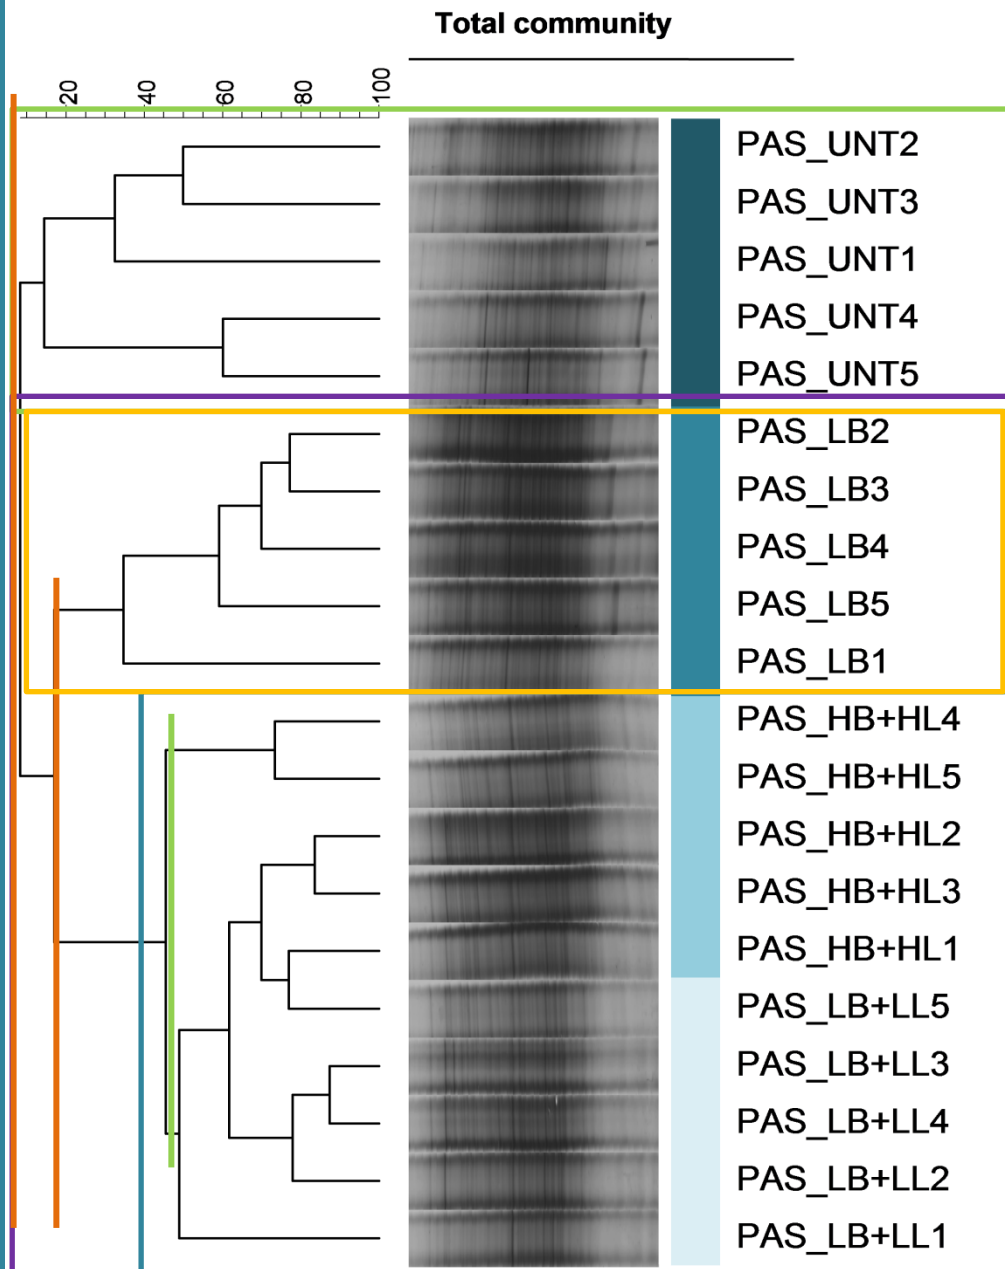 Total community
20 40 60 80 100
PAS_UNT2
PAS_UNT3
PAS_UNT1
PAS_UNT4
PAS_UNT5
PAS_LB2
PAS_LB3
PAS_LB4
PAS_LB5
PAS_LB1
PAS_HB+HL4
PAS_HB+HL5
PAS_HB+HL2
PAS_HB+HL3
PAS_HB+HL1
PAS_LB+LL5
PAS_LB+LL3
PAS_LB+LL4
PAS_LB+LL2
PAS_LB+LL1